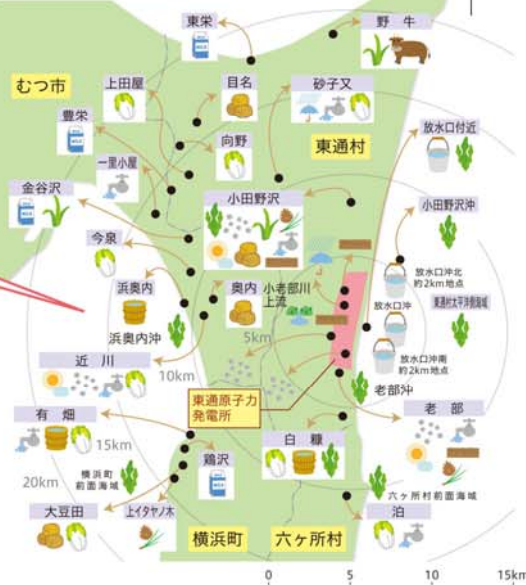 東栄
野牛
むつ市
上田屋
目名
砂子又
豊栄
向野
東通村
放水口付近
一里小屋
金谷沢
小田野沢
小田野沢沖
今泉
浜奥内
奥内
小老部川
上流
放水口沖北
約2km地点
放水口沖
東通村太平洋側海域
浜奥内沖
5km
放水口沖南
約2km地点
近川
10km
東通原子力
発電所
老部沖
有畑
15km
白糠
老部
20km
横浜町
前面海域
鶏沢
六ヶ所村前面海域
大豆田
上イタヤノ木
泊
横浜町
六ヶ所村
0
5
10
15km